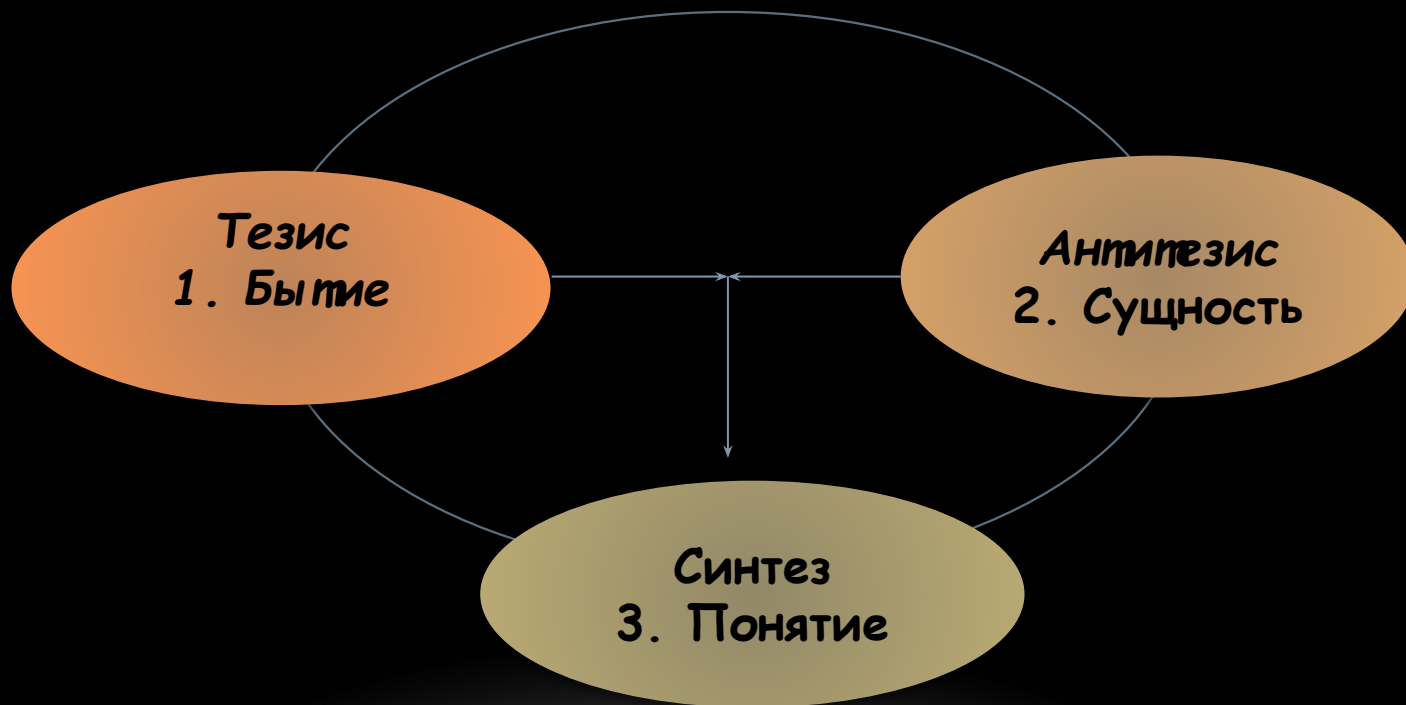 Тезис
1. Бытие
Антитезис
2. Сущность
Синтез
3. Понятие